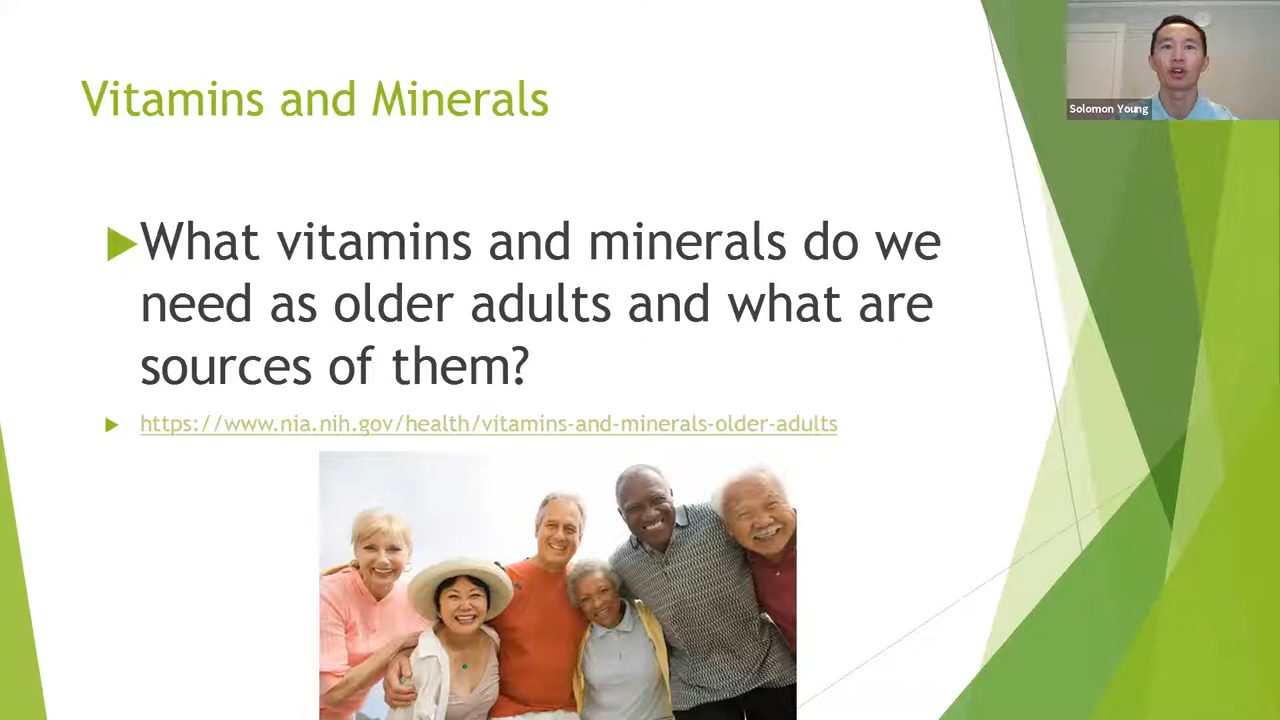 Vitamins and Minerals
Solomon Young
What vitamins and minerals do we
need as older adults and what are
sources of them?
https://www.nia.nih.gov/health/vitamins-and-minerals-older-adults